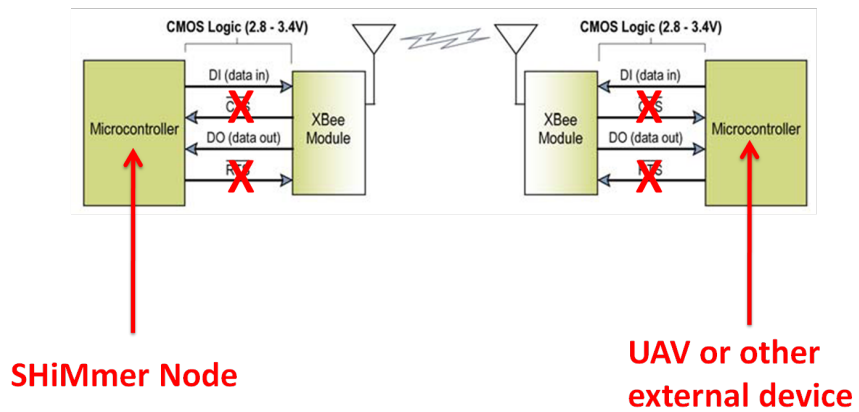 CMOS Logic (2.8 - 3.4V)
CMOS Logic (2.8 - 3.4V)
DI (data in)
DI (data in)
Microcontroller
DO (data out)
XBee
Module
XBee
Module
DO (data out)
Microcontroller
SHiMmer Node
UAV or other
external device